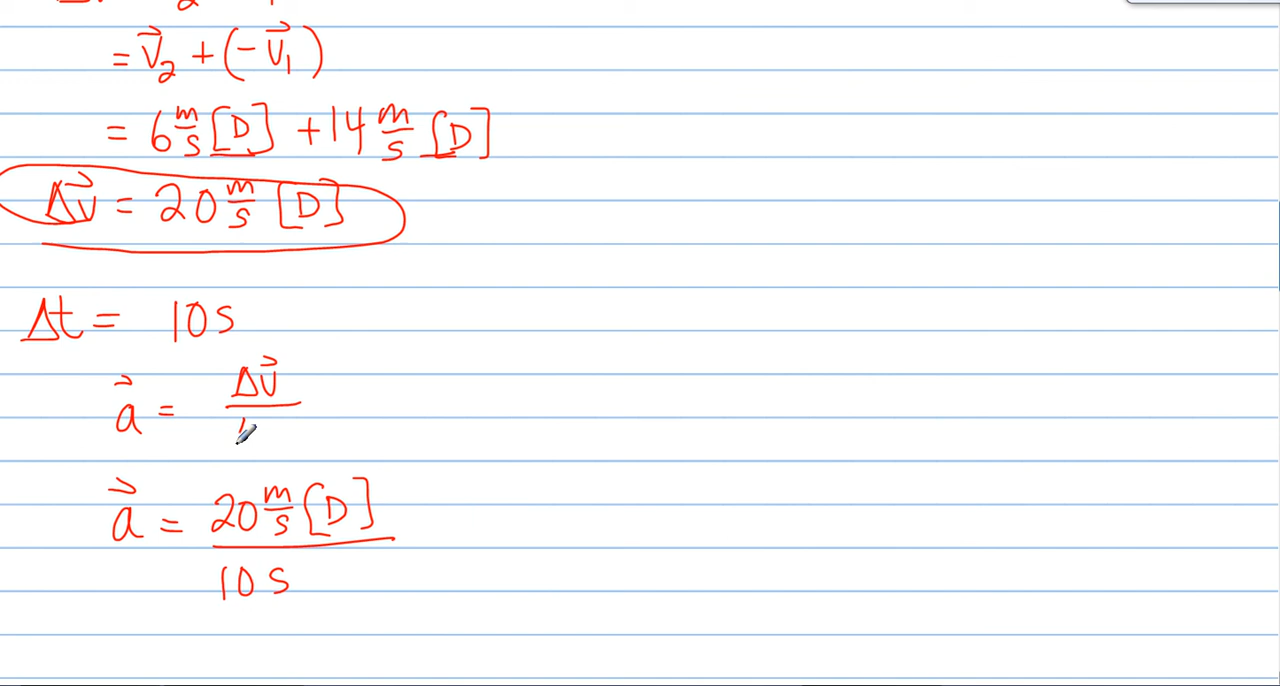 = v⃗₂ + (-v⃗₁)
= 6 m/s [D] + 14 m/s [D]
Δv⃗ = 20 m/s [D]
Δt = 10 s
a⃗ = Δv⃗
a⃗ = 20 m/s [D] / 10 s